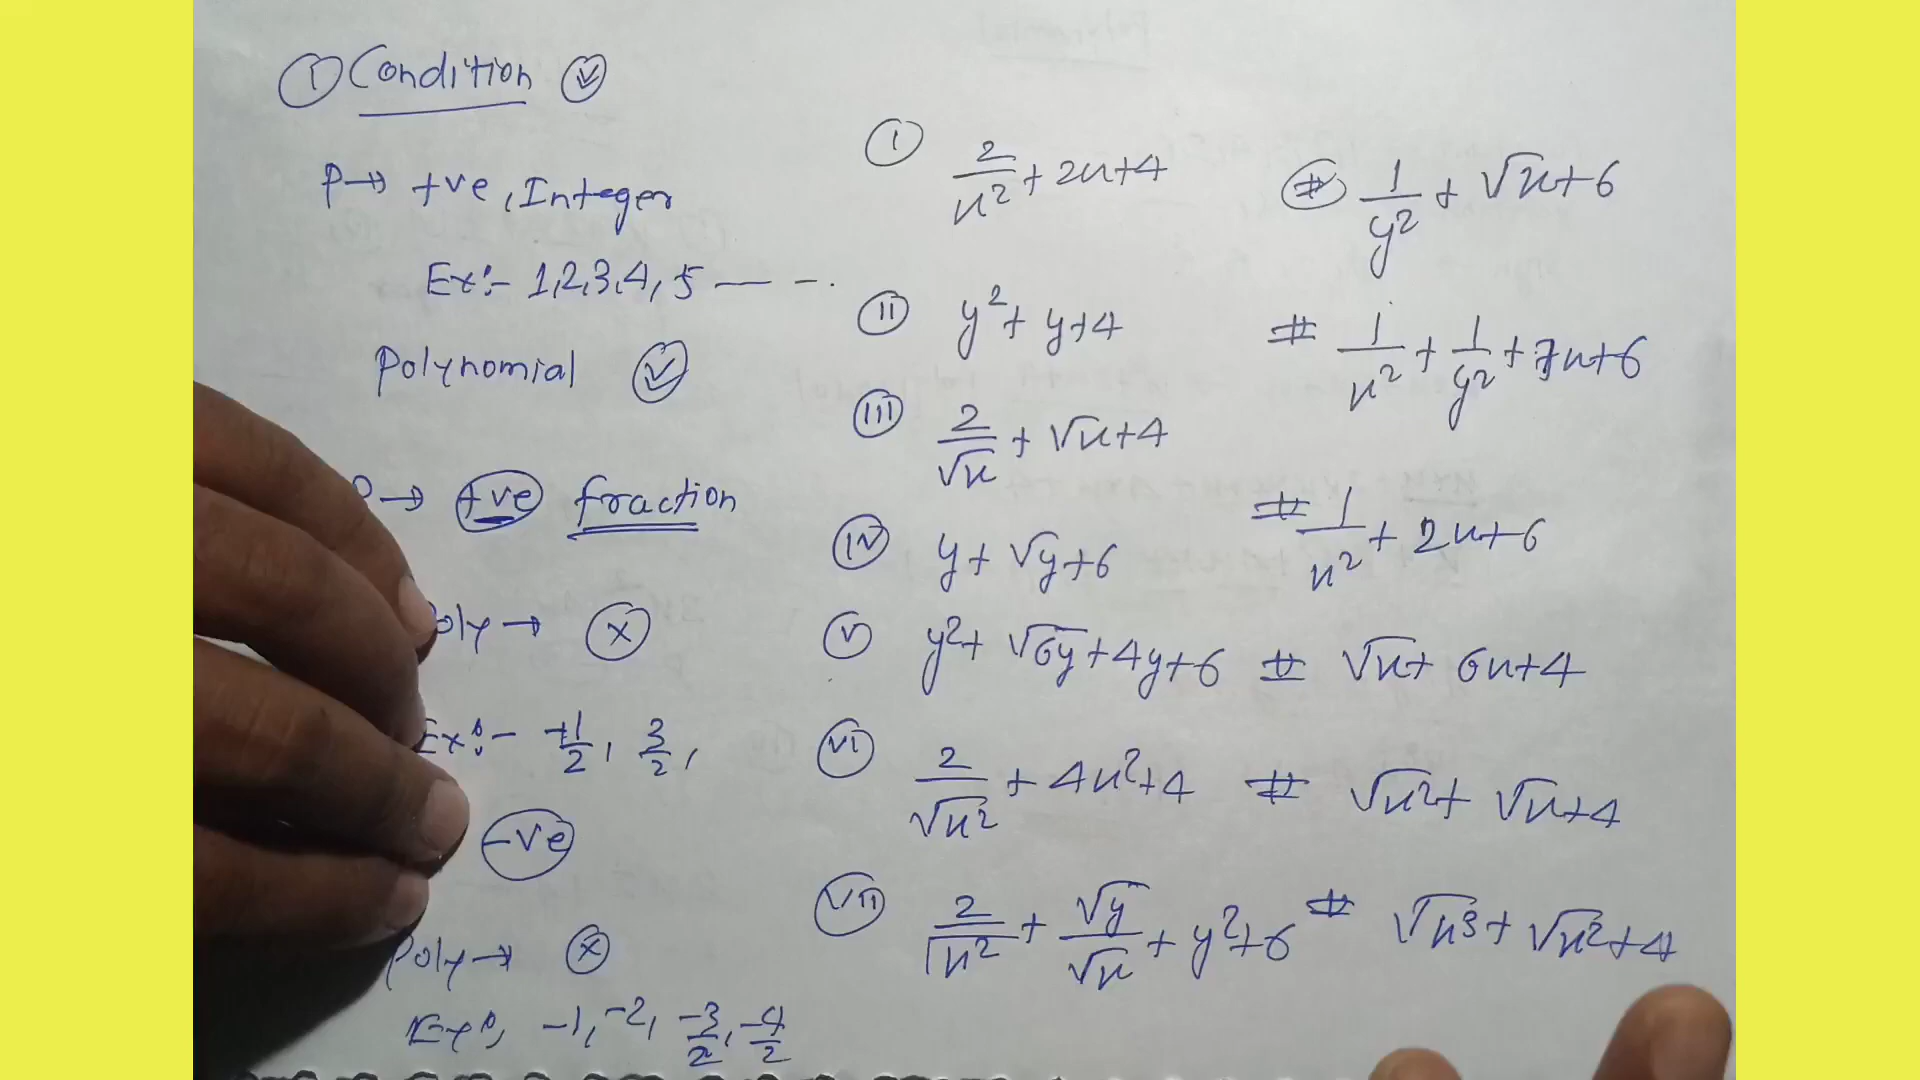 ① Condition ✓
P→ +ve, Integer
Ex:- 1,2,3,4,5 — - .
Polynomial ✓
P→ +ve fraction
Poly → ×
Ex:- +1/2, 3/2,
-ve
Poly → ×
Ex:, -1, -2, -3/2, -4/2
(i) 2/x² + 2x+4
(ii) y² + y+4
(iii) 2/√x + √x+4
(iv) y+ √y+6
(v) y²+ √6y+4y+6
(vi) 2/√x² + 4x²+4
(vii) 2/√x² + √y/√x + y²+6
# 1/y² + √x+6
# 1/x² + 1/y² + 7x+6
# 1/x² + 2x+6
# √x+ 6x+4
# √x²+ √x+4
# √x³+ √x²+4